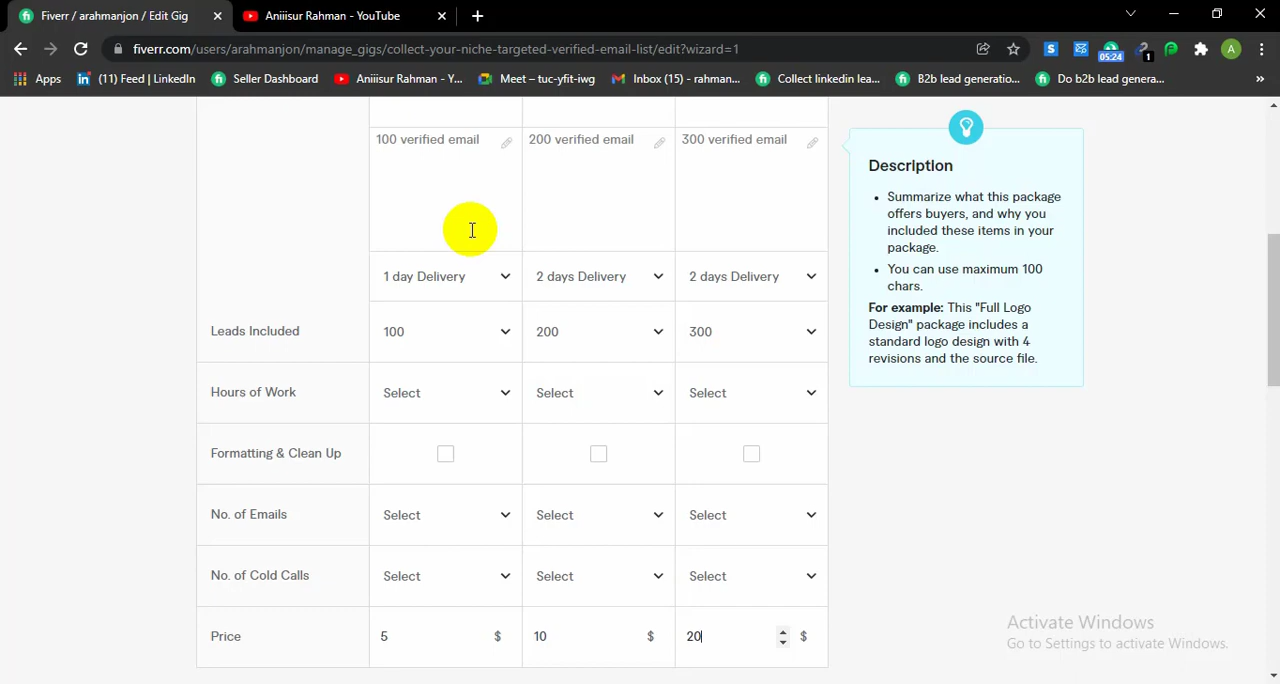 Fiverr / arahmanjon / Edit Gig
Aniiisur Rahman - YouTube
fiverr.com/users/arahmanjon/manage_gigs/collect-your-niche-targeted-verified-email-list/edit?wizard=1
S
05:24
1
A
Apps
(11) Feed | LinkedIn
Seller Dashboard
Aniiisur Rahman - Y...
Meet – tuc-yfit-iwg
Inbox (15) - rahman...
Collect linkedin lea...
B2b lead generatio...
Do b2b lead genera...
»
100 verified email
200 verified email
300 verified email
1 day Delivery
2 days Delivery
2 days Delivery
Leads Included
100
200
300
Hours of Work
Select
Select
Select
Formatting & Clean Up
No. of Emails
Select
Select
Select
No. of Cold Calls
Select
Select
Select
Price
5 $
10 $
20 $
Description
• Summarize what this package
offers buyers, and why you
included these items in your
package.
• You can use maximum 100
chars.
For example: This "Full Logo
Design" package includes a
standard logo design with 4
revisions and the source file.
Activate Windows
Go to Settings to activate Windows.